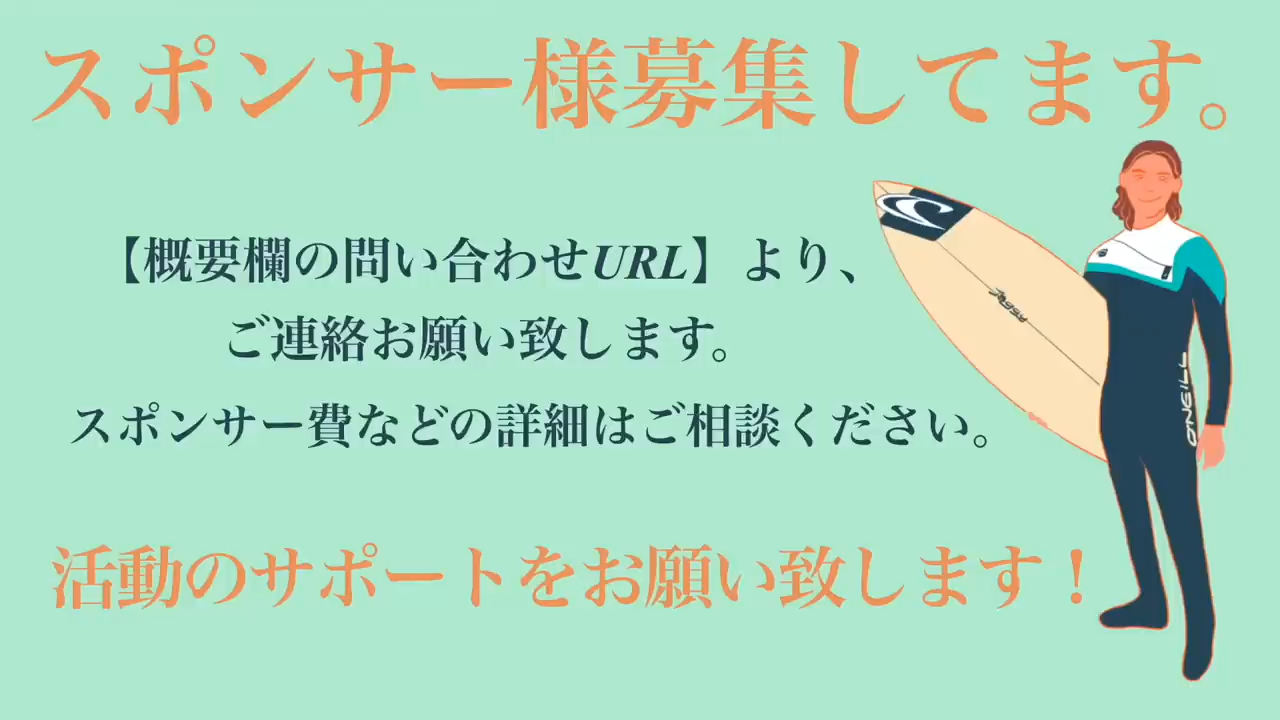 スポンサー様募集してます。
【概要欄の問い合わせURL】より、
ご連絡お願い致します。
スポンサー費などの詳細はご相談ください。
活動のサポートをお願い致します！
O'NEILL